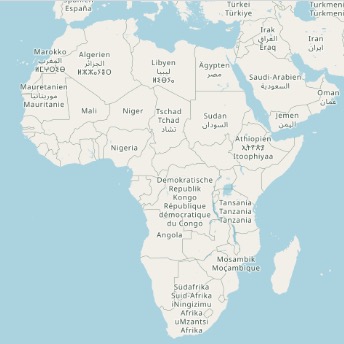 España
Türkei
Türkiye
Turkmenistan
Marokko
المغرب
ⵍⵎⵖⵔⵉⴱ
Algerien
الجزائر
ⵍⵣⵣⴰⵢⴻⵔ
Libyen
ليبيا
ⵍⵉⴱⵢⴰ
Ägypten
مصر
Irak
العراق
Iran
ایران
Saudi-Arabien
السعودية
Oman
عمان
Jemen
اليمن
Mauretanien
موريتانيا
Mauritanie
Mali
Niger
Tschad
Tchad
تشاد
Sudan
السودان
Nigeria
Äthiopien
ኢትዮጵያ
Itoophiyaa
Demokratische
Republik
Kongo
République
démocratique
du Congo
Tansania
Tanzania
Tanzania
Angola
Mosambik
Moçambique
Südafrika
Suid-Afrika
iNingizimu
Afrika
uMzantsi
Afrika